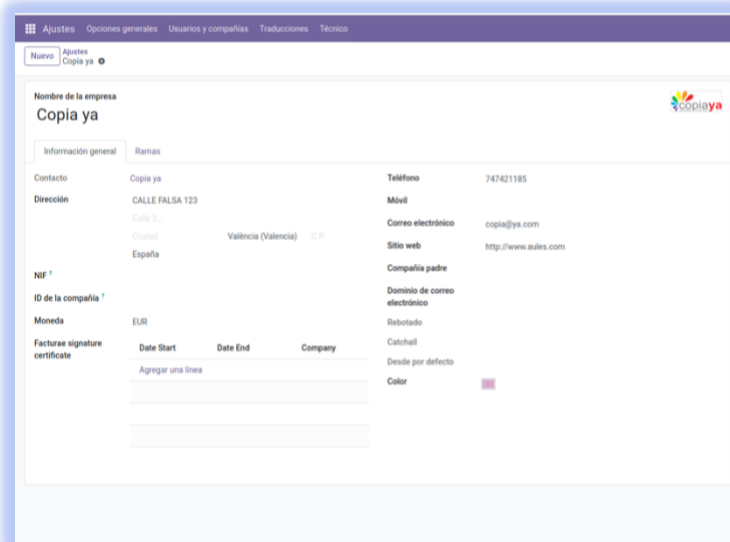 Ajustes Opciones generales Usuarios y compañías Traducciones Técnico
Nuevo
Ajustes
Copia ya
Nombre de la empresa
Copia ya
copiaya
Información general Ramas
Contacto Copia ya
Dirección CALLE FALSA 123
Calle 2...
Ciudad València (Valencia) C.P.
España
NIF ?
ID de la compañía ?
Moneda EUR
Facturae signature certificate
Date Start Date End Company
Agregar una línea
Teléfono 747421185
Móvil
Correo electrónico copia@ya.com
Sitio web http://www.aules.com
Compañía padre
Dominio de correo
electrónico
Rebotado
Catchall
Desde por defecto
Color